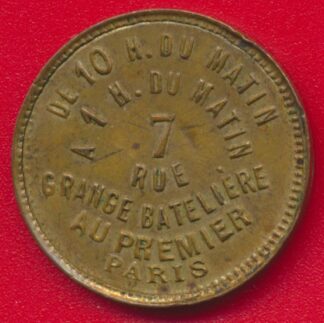 DE 10 H. DU MATIN
A 1 H. DU MATIN
7
RUE
GRANGE BATELIÈRE
AU PREMIER
PARIS